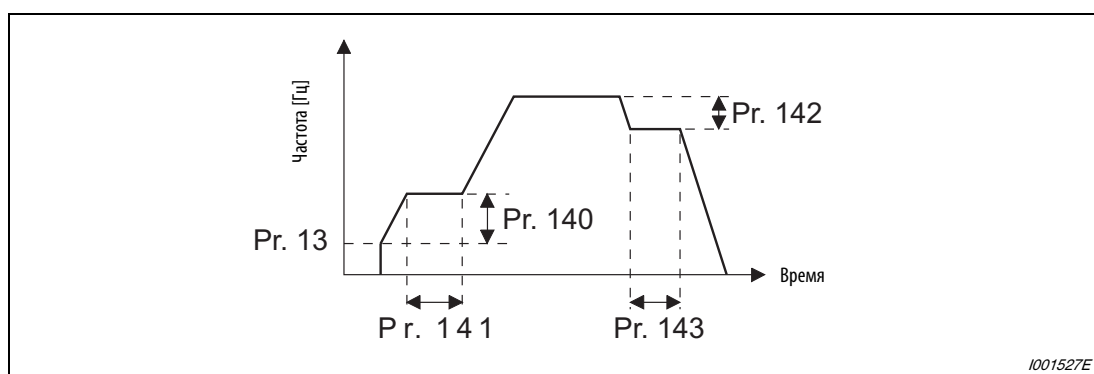 Частота [Гц]
Pr. 142
Pr. 140
Pr. 13
Время
Pr. 141
Pr. 143
I001527E